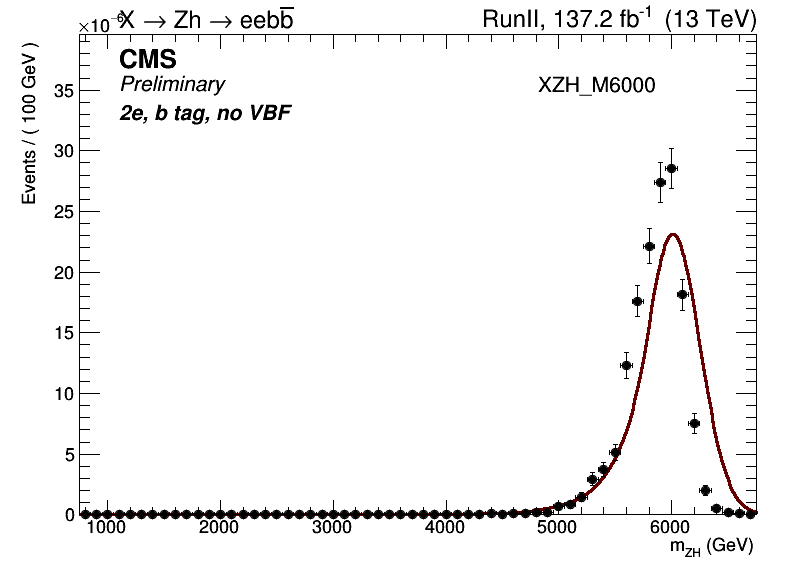 ×10⁻⁶ X → Zh → eebb̅ RunII, 137.2 fb⁻¹ (13 TeV)
CMS
Preliminary
XZH_M6000
2e, b tag, no VBF
Events / ( 100 GeV )
35
30
25
20
15
10
5
0
1000 2000 3000 4000 5000 6000
m_ZH (GeV)